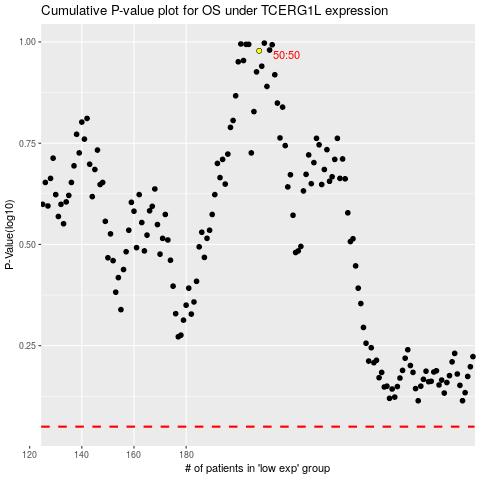 Cumulative P-value plot for OS under TCERG1L expression
P-Value(log10)
1.00
0.75
0.50
0.25
50:50
120 140 160 180
# of patients in 'low exp' group